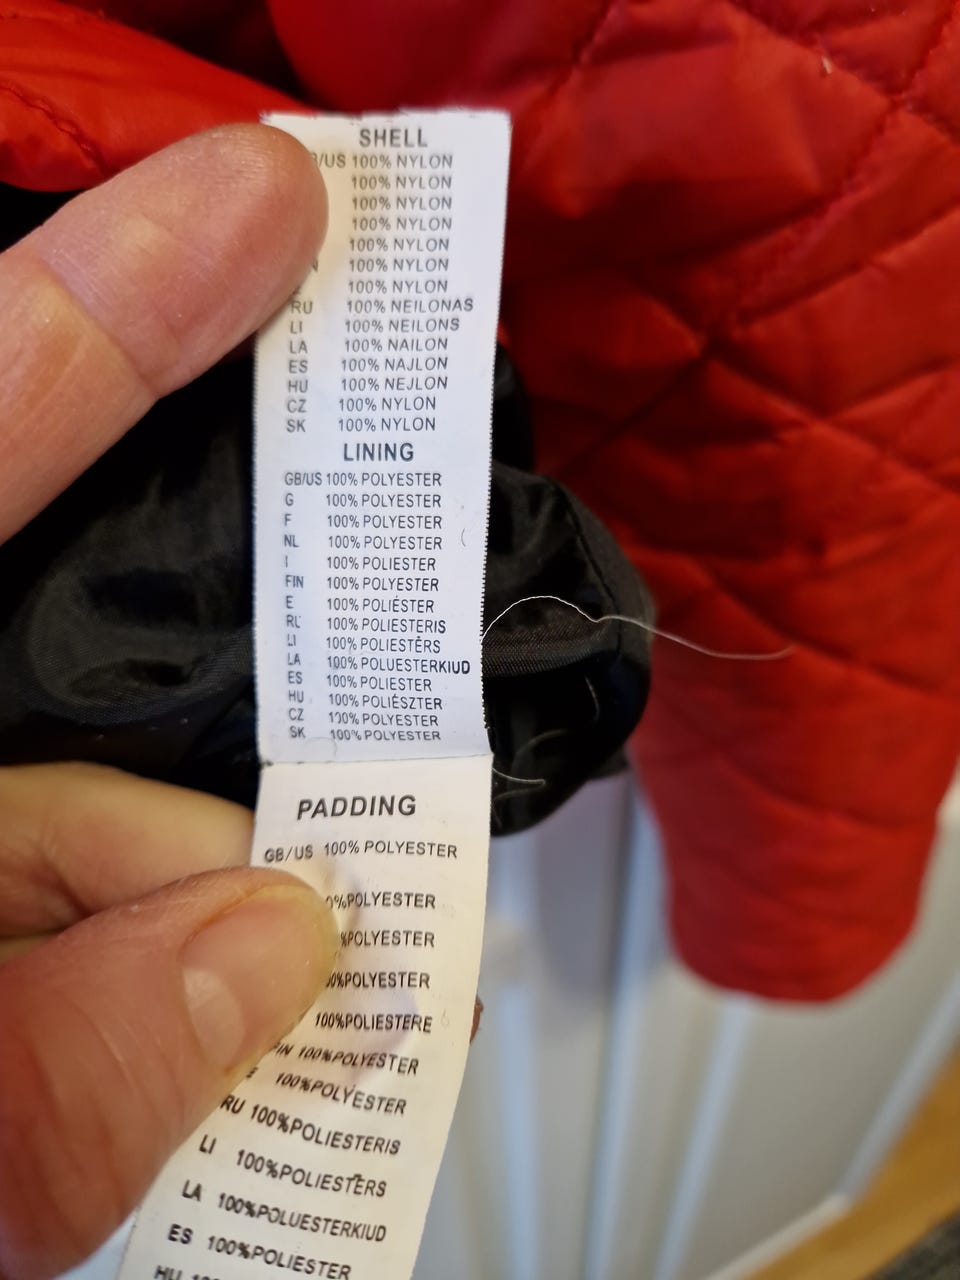 SHELL
/US 100% NYLON
100% NYLON
100% NYLON
100% NYLON
100% NYLON
100% NYLON
100% NYLON
RU 100% NEILONAS
LI 100% NEILONS
LA 100% NAILON
ES 100% NAJLON
HU 100% NEJLON
CZ 100% NYLON
SK 100% NYLON
LINING
GB/US 100% POLYESTER
G 100% POLYESTER
F 100% POLYESTER
NL 100% POLYESTER
I 100% POLIESTER
FIN 100% POLYESTER
E 100% POLIÉSTER
RU 100% POLIESTERIS
LI 100% POLIESTĒRS
LA 100% POLUESTERKIUD
ES 100% POLIESTER
HU 100% POLIÉSZTER
CZ 100% POLYESTER
SK 100% POLYESTER
PADDING
GB/US 100% POLYESTER
%POLYESTER
%POLYESTER
0%POLYESTER
100%POLIESTERE
FIN 100%POLYESTER
E 100%POLYÉSTER
RU 100%POLIESTERIS
LI 100%POLIESTĒRS
LA 100%POLUESTERKIUD
ES 100%POLIESTER
HU